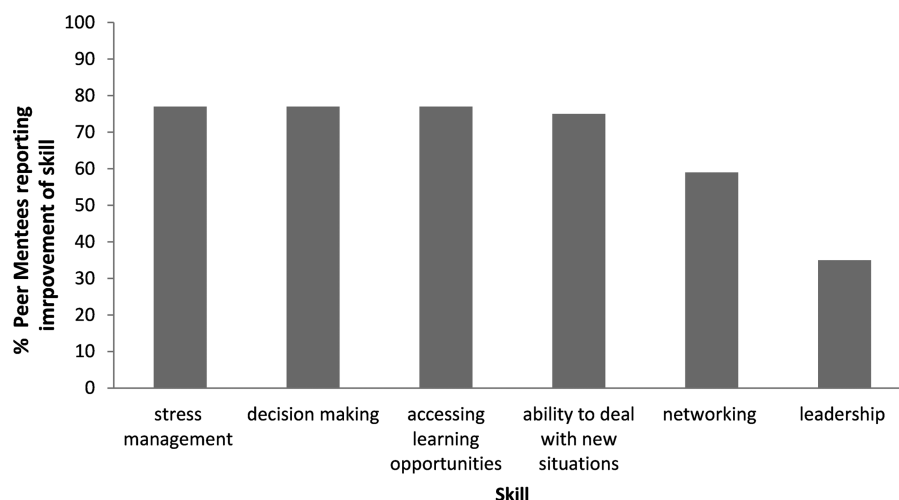 100
90
80
70
60
50
40
30
20
10
0
% Peer Mentees reporting
imrpovement of skill
stress
management
decision making
accessing
learning
opportunities
ability to deal
with new
situations
networking
leadership
Skill